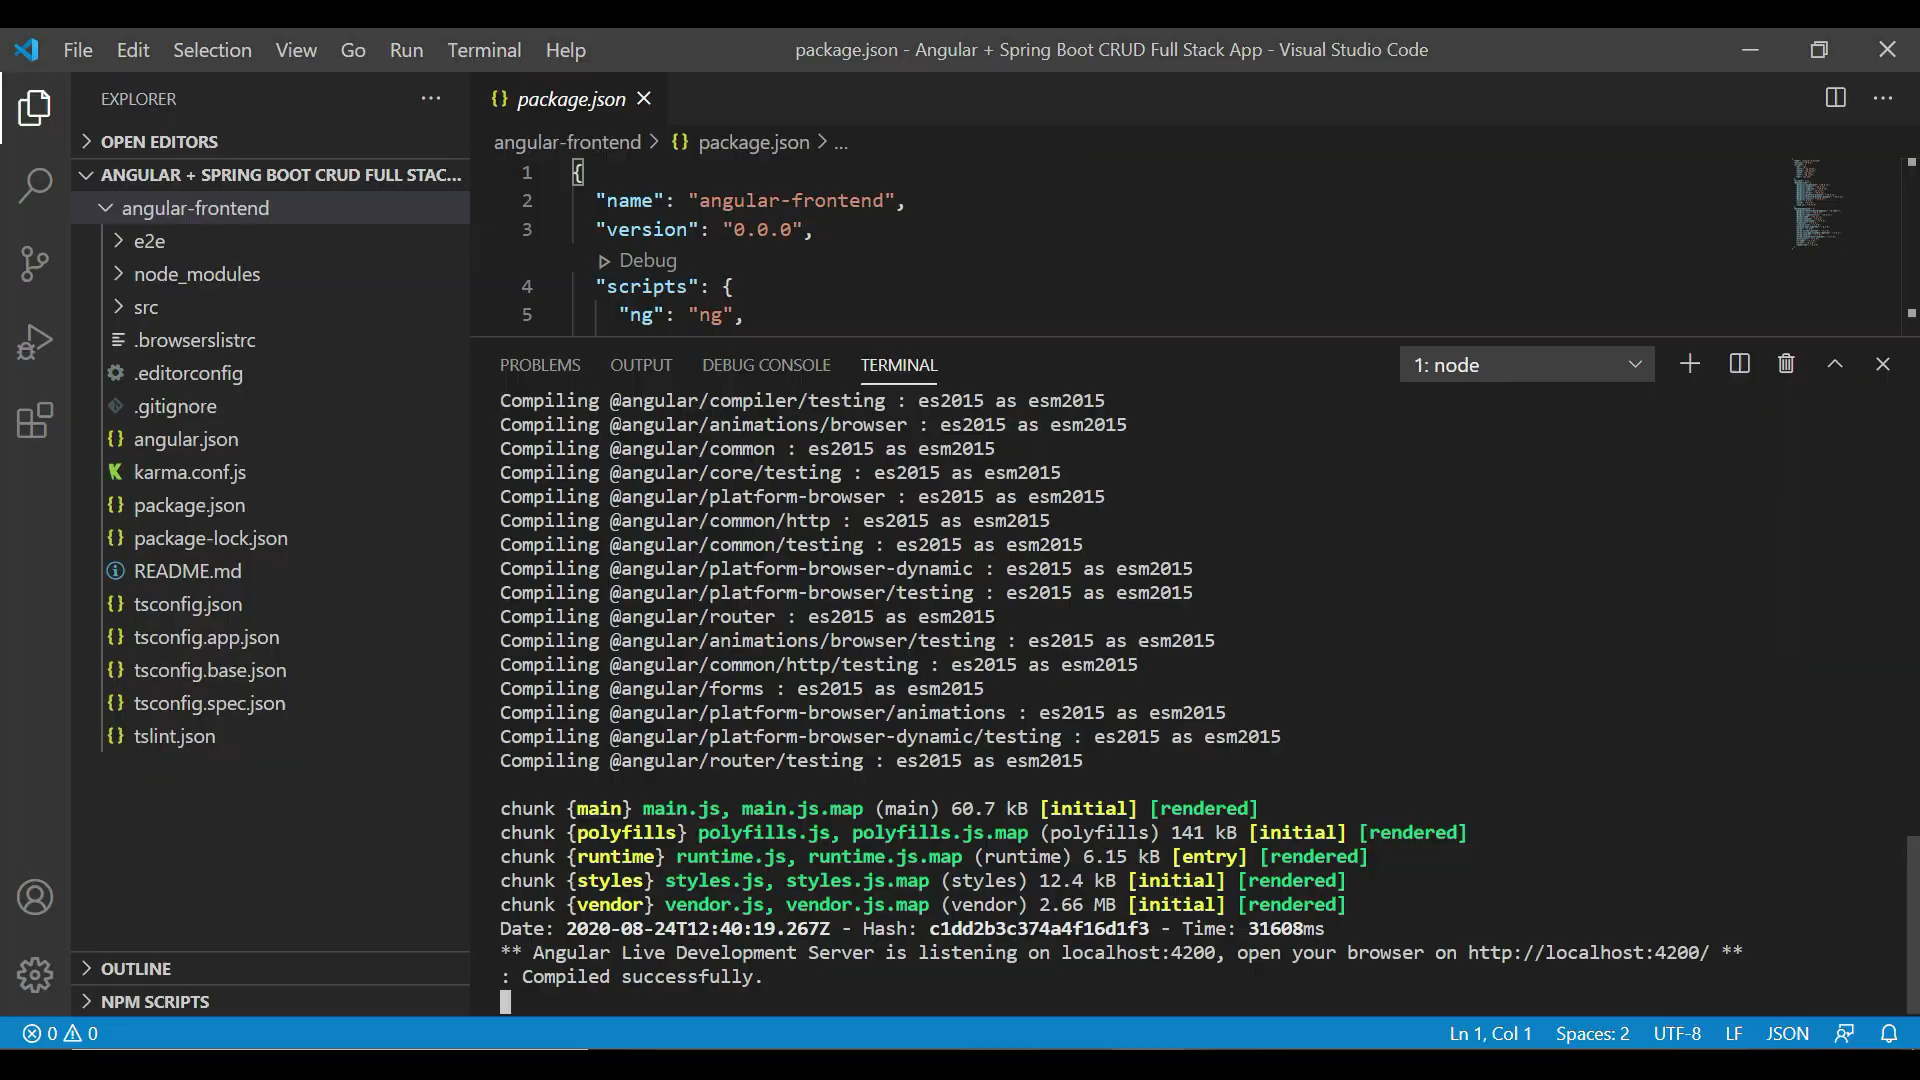 File Edit Selection View Go Run Terminal Help
package.json - Angular + Spring Boot CRUD Full Stack App - Visual Studio Code
EXPLORER
OPEN EDITORS
ANGULAR + SPRING BOOT CRUD FULL STAC...
angular-frontend
e2e
node_modules
src
.browserslistrc
.editorconfig
.gitignore
angular.json
karma.conf.js
package.json
package-lock.json
README.md
tsconfig.json
tsconfig.app.json
tsconfig.base.json
tsconfig.spec.json
tslint.json
OUTLINE
NPM SCRIPTS
{} package.json
angular-frontend > {} package.json > ...
1 {
2 "name": "angular-frontend",
3 "version": "0.0.0",
Debug
4 "scripts": {
5 "ng": "ng",
PROBLEMS OUTPUT DEBUG CONSOLE TERMINAL
1: node
Compiling @angular/compiler/testing : es2015 as esm2015
Compiling @angular/animations/browser : es2015 as esm2015
Compiling @angular/common : es2015 as esm2015
Compiling @angular/core/testing : es2015 as esm2015
Compiling @angular/platform-browser : es2015 as esm2015
Compiling @angular/common/http : es2015 as esm2015
Compiling @angular/common/testing : es2015 as esm2015
Compiling @angular/platform-browser-dynamic : es2015 as esm2015
Compiling @angular/platform-browser/testing : es2015 as esm2015
Compiling @angular/router : es2015 as esm2015
Compiling @angular/animations/browser/testing : es2015 as esm2015
Compiling @angular/common/http/testing : es2015 as esm2015
Compiling @angular/forms : es2015 as esm2015
Compiling @angular/platform-browser/animations : es2015 as esm2015
Compiling @angular/platform-browser-dynamic/testing : es2015 as esm2015
Compiling @angular/router/testing : es2015 as esm2015
chunk {main} main.js, main.js.map (main) 60.7 kB [initial] [rendered]
chunk {polyfills} polyfills.js, polyfills.js.map (polyfills) 141 kB [initial] [rendered]
chunk {runtime} runtime.js, runtime.js.map (runtime) 6.15 kB [entry] [rendered]
chunk {styles} styles.js, styles.js.map (styles) 12.4 kB [initial] [rendered]
chunk {vendor} vendor.js, vendor.js.map (vendor) 2.66 MB [initial] [rendered]
Date: 2020-08-24T12:40:19.267Z - Hash: c1dd2b3c374a4f16d1f3 - Time: 31608ms
** Angular Live Development Server is listening on localhost:4200, open your browser on http://localhost:4200/ **
: Compiled successfully.
0 0
Ln 1, Col 1 Spaces: 2 UTF-8 LF JSON